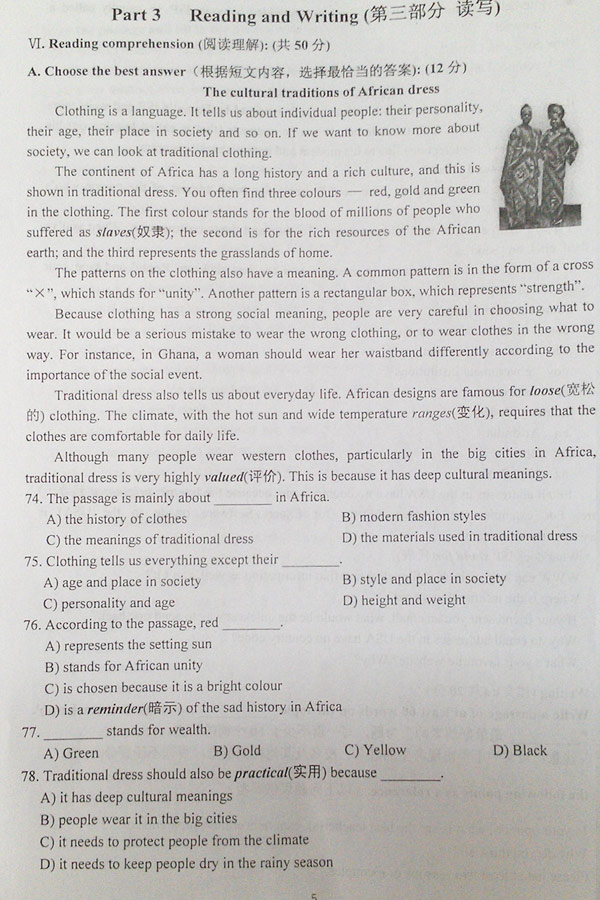 Part 3 Reading and Writing (第三部分 读写)
VI. Reading comprehension (阅读理解): (共 50 分)
A. Choose the best answer（根据短文内容，选择最恰当的答案): (12 分)
The cultural traditions of African dress
Clothing is a language. It tells us about individual people: their personality,
their age, their place in society and so on. If we want to know more about
society, we can look at traditional clothing.
The continent of Africa has a long history and a rich culture, and this is
shown in traditional dress. You often find three colours — red, gold and green
in the clothing. The first colour stands for the blood of millions of people who
suffered as slaves(奴隶); the second is for the rich resources of the African
earth; and the third represents the grasslands of home.
The patterns on the clothing also have a meaning. A common pattern is in the form of a cross
“×”, which stands for “unity”. Another pattern is a rectangular box, which represents “strength”.
Because clothing has a strong social meaning, people are very careful in choosing what to
wear. It would be a serious mistake to wear the wrong clothing, or to wear clothes in the wrong
way. For instance, in Ghana, a woman should wear her waistband differently according to the
importance of the social event.
Traditional dress also tells us about everyday life. African designs are famous for loose(宽松
的) clothing. The climate, with the hot sun and wide temperature ranges(变化), requires that the
clothes are comfortable for daily life.
Although many people wear western clothes, particularly in the big cities in Africa,
traditional dress is very highly valued(评价). This is because it has deep cultural meanings.
74. The passage is mainly about ________ in Africa.
A) the history of clothes B) modern fashion styles
C) the meanings of traditional dress D) the materials used in traditional dress
75. Clothing tells us everything except their ________.
A) age and place in society B) style and place in society
C) personality and age D) height and weight
76. According to the passage, red ________.
A) represents the setting sun
B) stands for African unity
C) is chosen because it is a bright colour
D) is a reminder(暗示) of the sad history in Africa
77. ________ stands for wealth.
A) Green B) Gold C) Yellow D) Black
78. Traditional dress should also be practical(实用) because ________.
A) it has deep cultural meanings
B) people wear it in the big cities
C) it needs to protect people from the climate
D) it needs to keep people dry in the rainy season
5